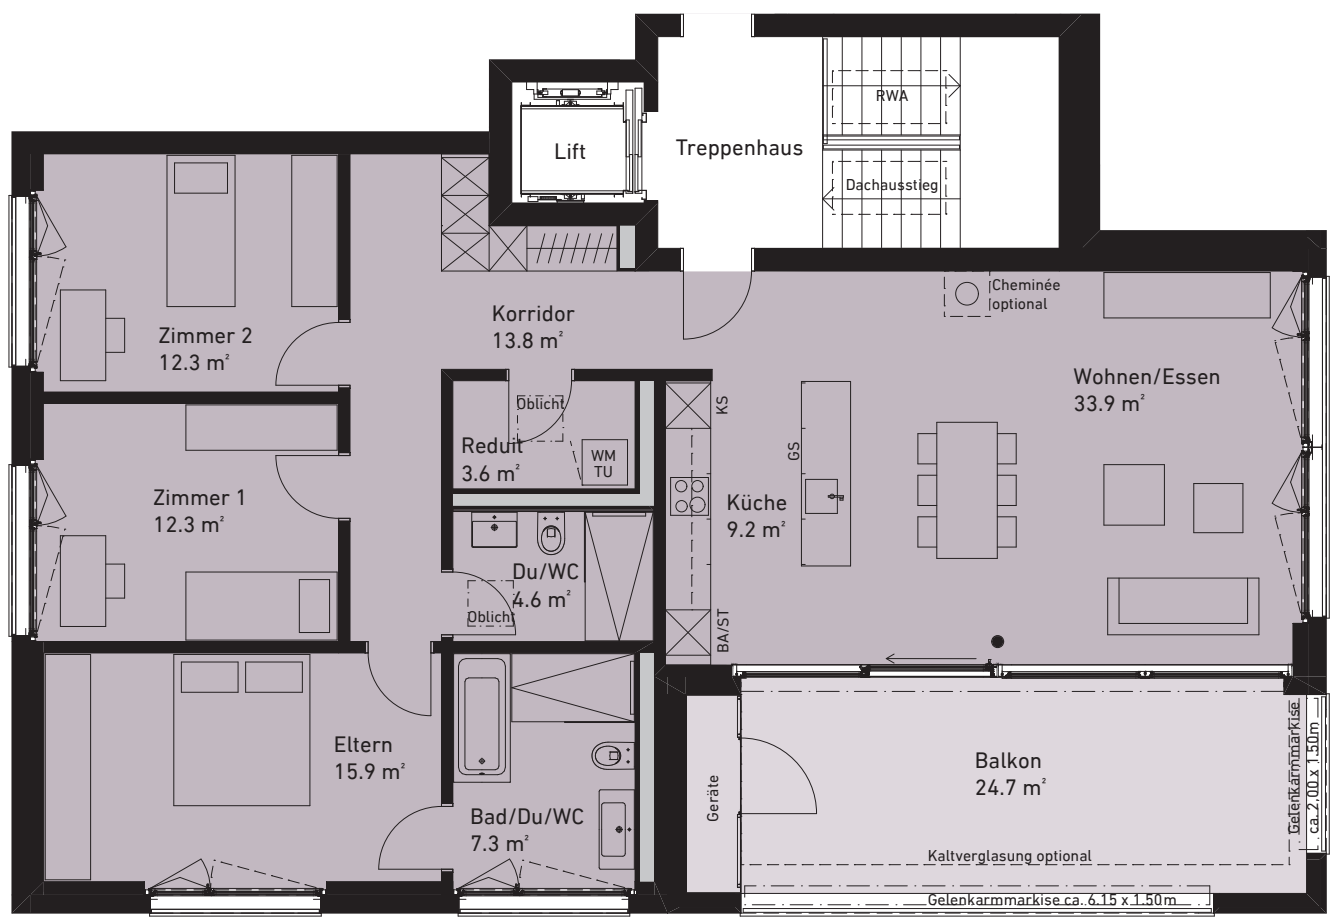 RWA
Lift
Treppenhaus
Dachausstieg
Cheminée
optional
Korridor
13.8 m²
Zimmer 2
12.3 m²
Wohnen/Essen
33.9 m²
Oblicht
KS
Reduit
3.6 m²
WM
TU
GS
Zimmer 1
12.3 m²
Küche
9.2 m²
Du/WC
4.6 m²
Oblicht
BA/ST
Eltern
15.9 m²
Bad/Du/WC
7.3 m²
Geräte
Balkon
24.7 m²
Gelenkarmmarkise
ca. 2,00 x 1.50m
Kaltverglasung optional
Gelenkarmmarkise ca. 6.15 x 1.50m